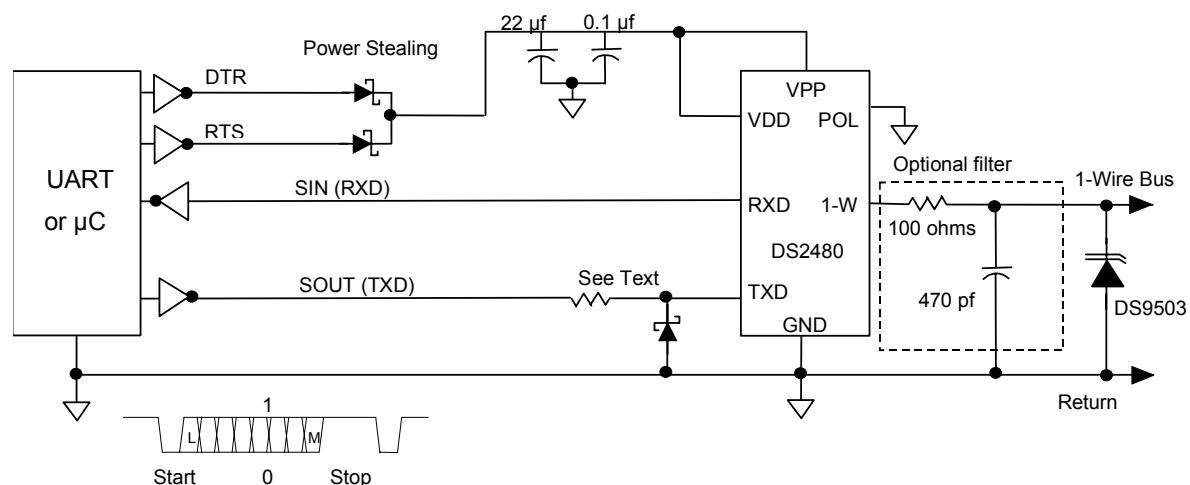 22 µf
0.1 µf
Power Stealing
DTR
RTS
VPP
VDD
POL
UART
or µC
SIN (RXD)
RXD
1-W
Optional filter
1-Wire Bus
100 ohms
DS2480
See Text
SOUT (TXD)
TXD
470 pf
DS9503
GND
Return
1
L
M
Start
0
Stop